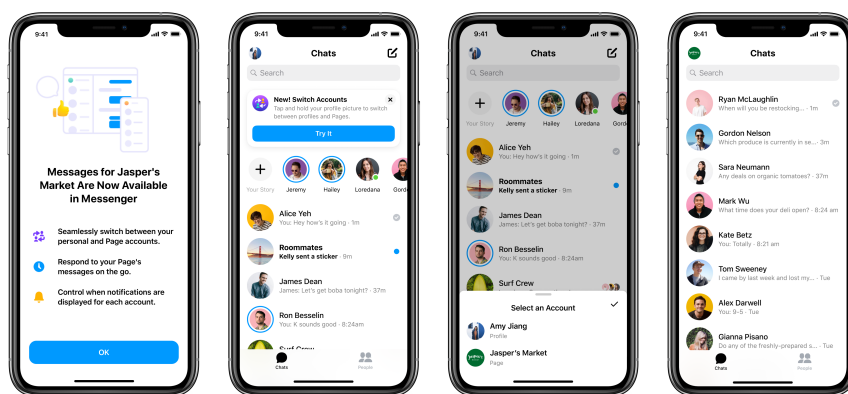 9:41
Messages for Jasper's
Market Are Now Available
in Messenger
Seamlessly switch between your
personal and Page accounts.
Respond to your Page's
messages on the go.
Control when notifications are
displayed for each account.
OK
9:41
Chats
Search
New! Switch Accounts
Tap and hold your profile picture to switch
between profiles and Pages.
Try It
Your Story
Jeremy
Hailey
Loredana
Gord
Alice Yeh
You: Hey how's it going · 1m
Roommates
Kelly sent a sticker · 9m
James Dean
James: Let's get boba tonight? · 37m
Ron Besselin
You: K sounds good · 8:24am
Surf Crew
Chats
People
9:41
Chats
Search
Your Story
Jeremy
Hailey
Loredana
Gord
Alice Yeh
You: Hey how's it going · 1m
Roommates
Kelly sent a sticker · 9m
James Dean
James: Let's get boba tonight? · 37m
Ron Besselin
You: K sounds good · 8:24am
Surf Crew
Select an Account
Amy Jiang
Profile
Jasper's Market
Page
9:41
Chats
Search
Ryan McLaughlin
When will you be restocking... · 1m
Gordon Nelson
Which produce is currently in se... · 3m
Sara Neumann
Any deals on organic tomatoes? · 37m
Mark Wu
What time does your deli open? · 8:24 am
Kate Betz
You: Totally · 8:21 am
Tom Sweeney
I came by last week and lost my... · Tue
Alex Darwell
You: 9-5 · Tue
Gianna Pisano
Do any of the freshly-prepared s... · Tue
Chats
People